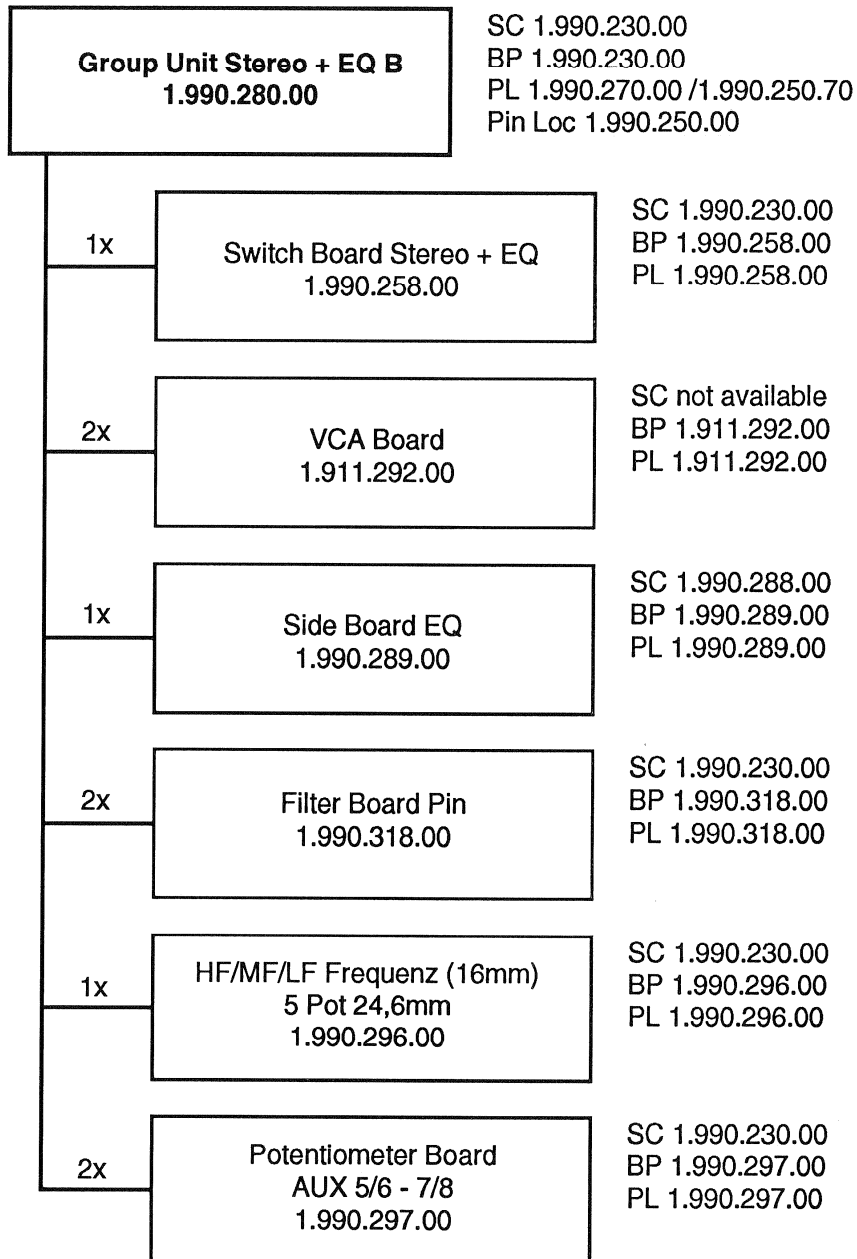 Group Unit Stereo + EQ B
1.990.280.00
SC 1.990.230.00
BP 1.990.230.00
PL 1.990.270.00 /1.990.250.70
Pin Loc 1.990.250.00
1x
Switch Board Stereo + EQ
1.990.258.00
SC 1.990.230.00
BP 1.990.258.00
PL 1.990.258.00
2x
VCA Board
1.911.292.00
SC not available
BP 1.911.292.00
PL 1.911.292.00
1x
Side Board EQ
1.990.289.00
SC 1.990.288.00
BP 1.990.289.00
PL 1.990.289.00
2x
Filter Board Pin
1.990.318.00
SC 1.990.230.00
BP 1.990.318.00
PL 1.990.318.00
1x
HF/MF/LF Frequenz (16mm)
5 Pot 24,6mm
1.990.296.00
SC 1.990.230.00
BP 1.990.296.00
PL 1.990.296.00
2x
Potentiometer Board
AUX 5/6 - 7/8
1.990.297.00
SC 1.990.230.00
BP 1.990.297.00
PL 1.990.297.00